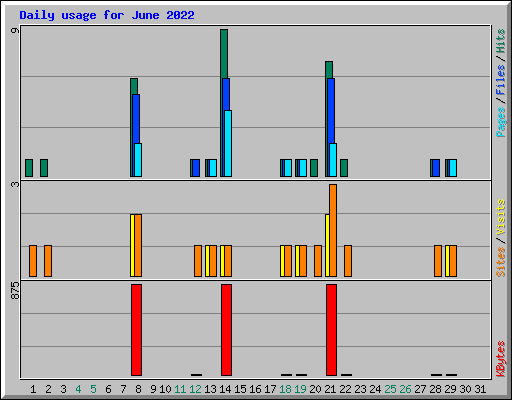 Daily usage for June 2022
9
Pages / Files / Hits
3
Sites / Visits
875
KBytes
1 2 3 4 5 6 7 8 9 10 11 12 13 14 15 16 17 18 19 20 21 22 23 24 25 26 27 28 29 30 31